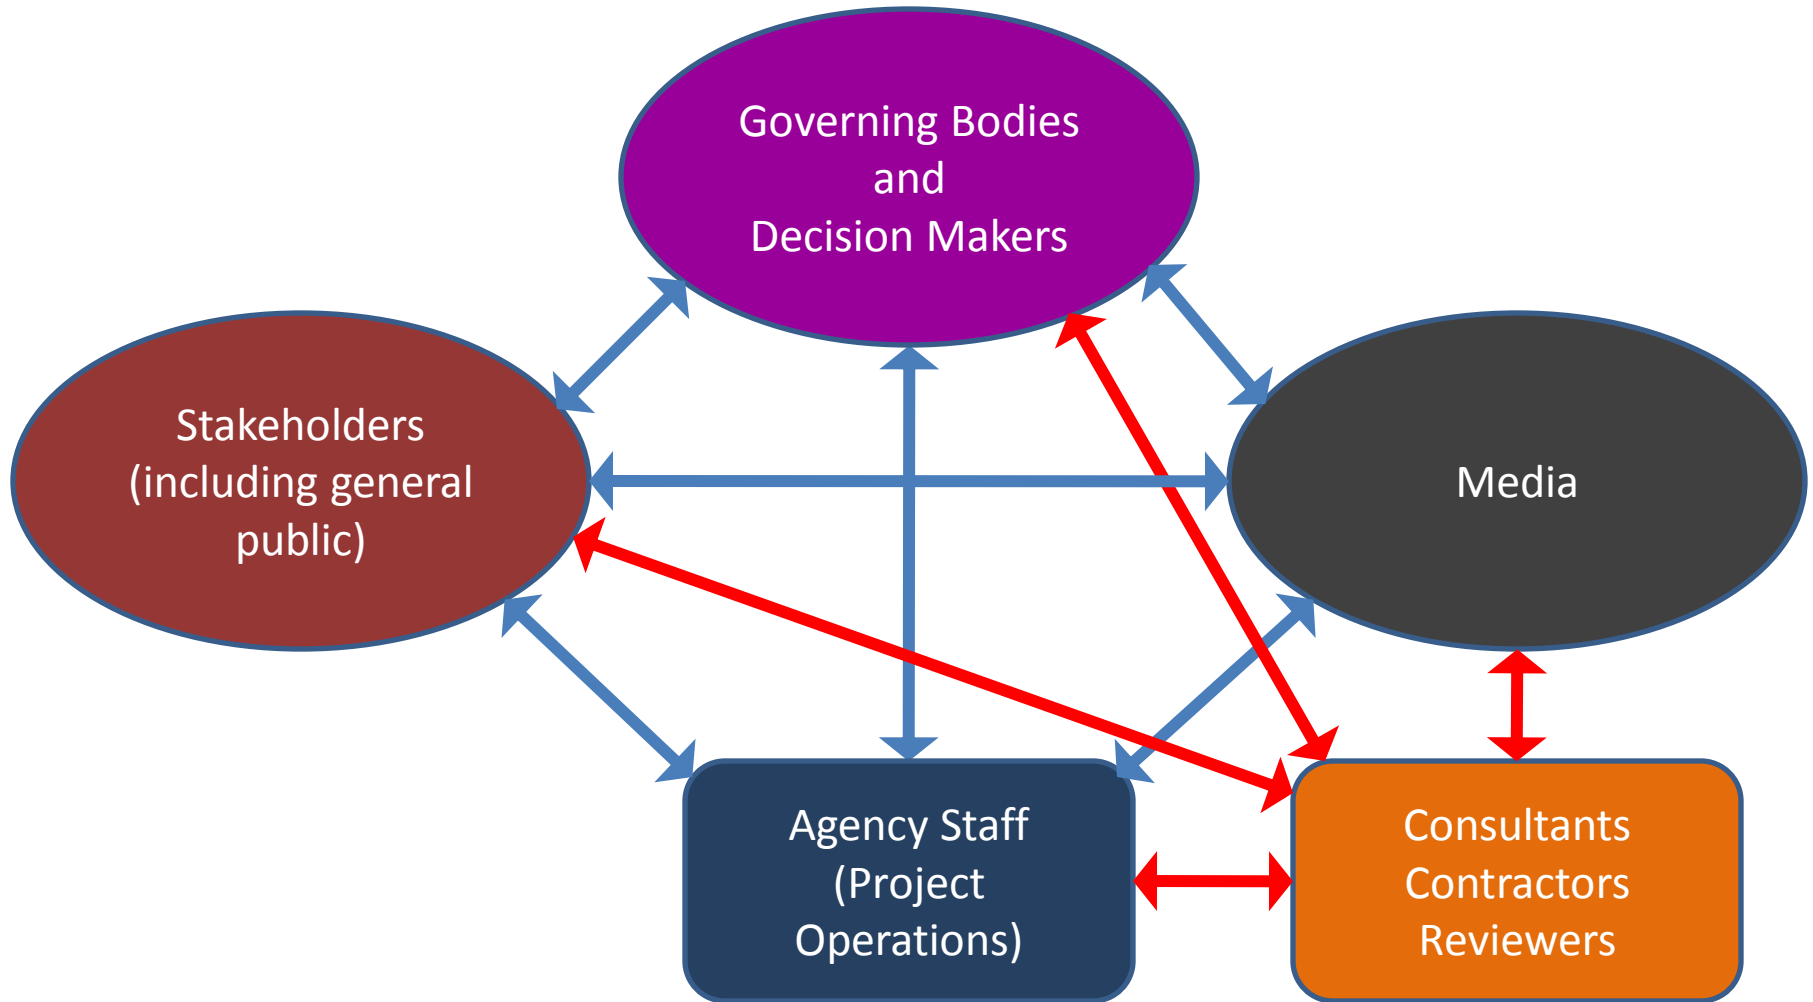 Governing Bodies
and
Decision Makers
Stakeholders
(including general
public)
Media
Agency Staff
(Project
Operations)
Consultants
Contractors
Reviewers